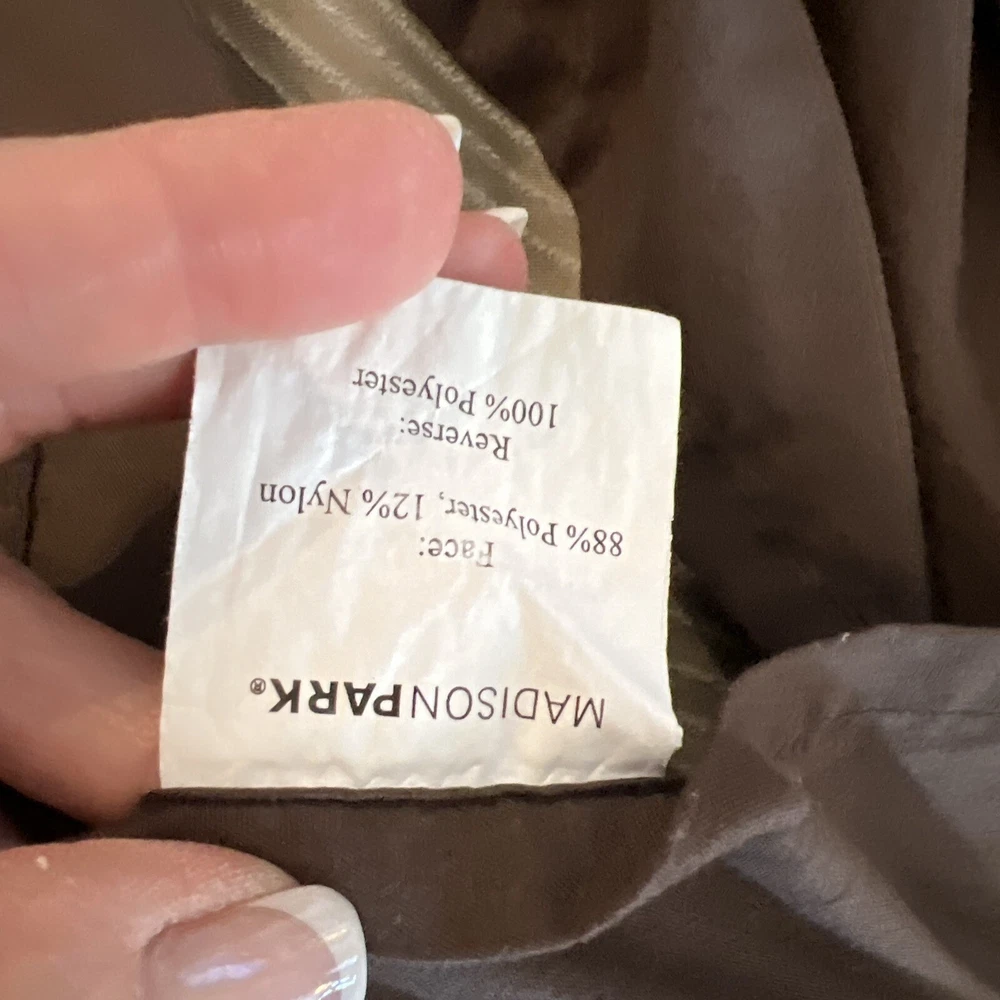 MADISONPARK®
Face:
88% Polyester, 12% Nylon
Reverse:
100% Polyester